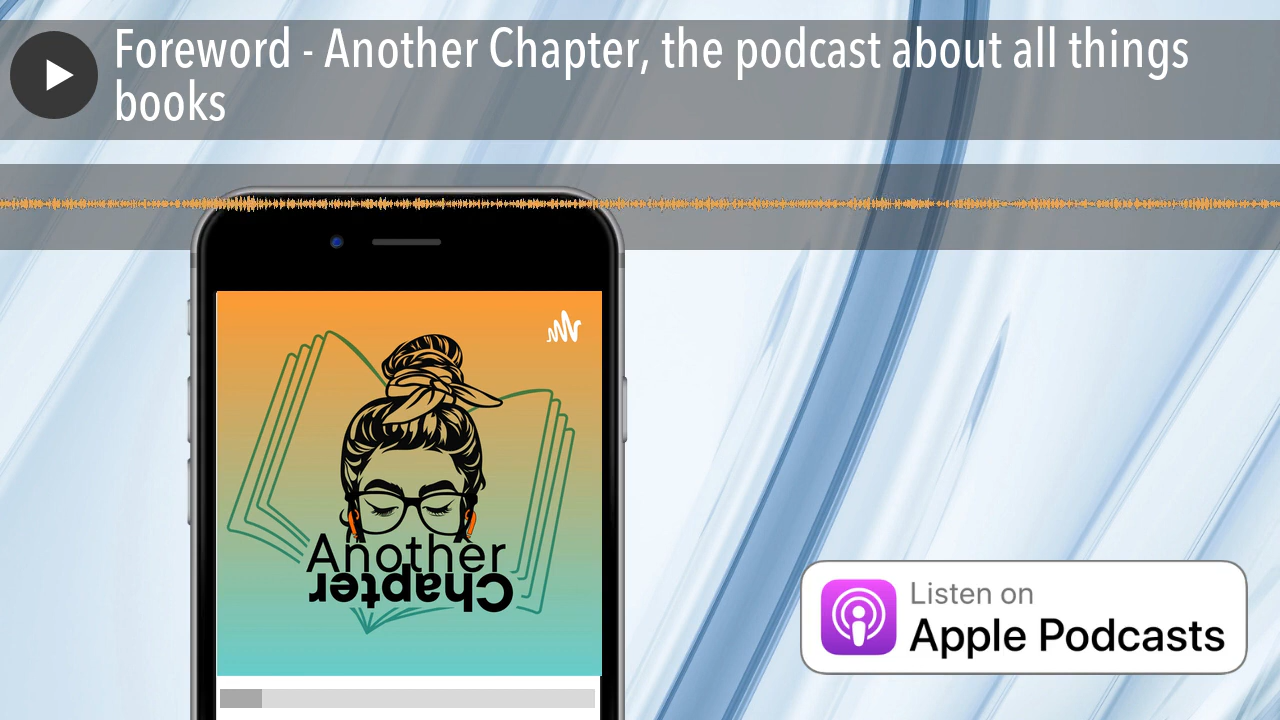 Foreword - Another Chapter, the podcast about all things
books
Another
Chapter
Listen on
Apple Podcasts